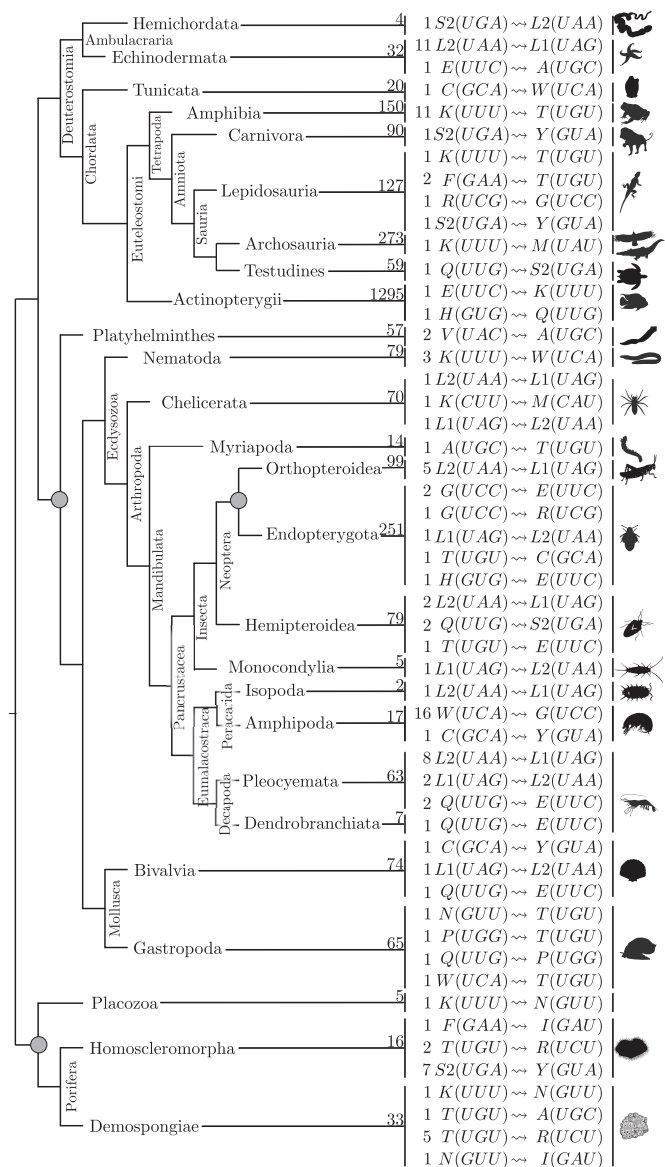 Hemichordata 4 1 S2(UGA) ⇝ L2(UAA)
Ambulacraria
Echinodermata 32 11 L2(UAA) ⇝ L1(UAG)
1 E(UUC) ⇝ A(UGC)
Deuterostomia
Tunicata 20 1 C(GCA) ⇝ W(UCA)
Chordata
Amphibia 150 11 K(UUU) ⇝ T(UGU)
Tetrapoda
Carnivora 90 1 S2(UGA) ⇝ Y(GUA)
Amniota
1 K(UUU) ⇝ T(UGU)
2 F(GAA) ⇝ T(UGU)
Lepidosauria 127
1 R(UCG) ⇝ G(UCC)
Euteleostomi
Sauria
1 S2(UGA) ⇝ Y(GUA)
Archosauria 273 1 K(UUU) ⇝ M(UAU)
Testudines 59 1 Q(UUG) ⇝ S2(UGA)
Actinopterygii 1295 1 E(UUC) ⇝ K(UUU)
1 H(GUG) ⇝ Q(UUG)
Platyhelminthes 57 2 V(UAC) ⇝ A(UGC)
Nematoda 79 3 K(UUU) ⇝ W(UCA)
1 L2(UAA) ⇝ L1(UAG)
Ecdysozoa
Chelicerata 70 1 K(CUU) ⇝ M(CAU)
1 L1(UAG) ⇝ L2(UAA)
Arthropoda
Myriapoda 14 1 A(UGC) ⇝ T(UGU)
Orthopteroidea 99 5 L2(UAA) ⇝ L1(UAG)
2 G(UCC) ⇝ E(UUC)
1 G(UCC) ⇝ R(UCG)
Endopterygota 251 1 L1(UAG) ⇝ L2(UAA)
1 T(UGU) ⇝ C(GCA)
Neoptera
Mandibulata
1 H(GUG) ⇝ E(UUC)
2 L2(UAA) ⇝ L1(UAG)
Insecta
Hemipteroidea 79 2 Q(UUG) ⇝ S2(UGA)
1 T(UGU) ⇝ E(UUC)
Monocondylia 5 1 L1(UAG) ⇝ L2(UAA)
Pancrustacea
Isopoda 2 1 L2(UAA) ⇝ L1(UAG)
Peracarida
Amphipoda 17 16 W(UCA) ⇝ G(UCC)
1 C(GCA) ⇝ Y(GUA)
Eumalacostraca
8 L2(UAA) ⇝ L1(UAG)
Pleocyemata 63 2 L1(UAG) ⇝ L2(UAA)
Decapoda
2 Q(UUG) ⇝ E(UUC)
Dendrobranchiata 7 1 Q(UUG) ⇝ E(UUC)
1 C(GCA) ⇝ Y(GUA)
Bivalvia 74 1 L1(UAG) ⇝ L2(UAA)
1 Q(UUG) ⇝ E(UUC)
Mollusca
1 N(GUU) ⇝ T(UGU)
1 P(UGG) ⇝ T(UGU)
Gastropoda 65 1 Q(UUG) ⇝ P(UGG)
1 W(UCA) ⇝ T(UGU)
Placozoa 5 1 K(UUU) ⇝ N(GUU)
1 F(GAA) ⇝ I(GAU)
Homoscleromorpha 16 2 T(UGU) ⇝ R(UCU)
7 S2(UGA) ⇝ Y(GUA)
Porifera
1 K(UUU) ⇝ N(GUU)
1 T(UGU) ⇝ A(UGC)
Demospongiae 33 5 T(UGU) ⇝ R(UCU)
1 N(GUU) ⇝ I(GAU)